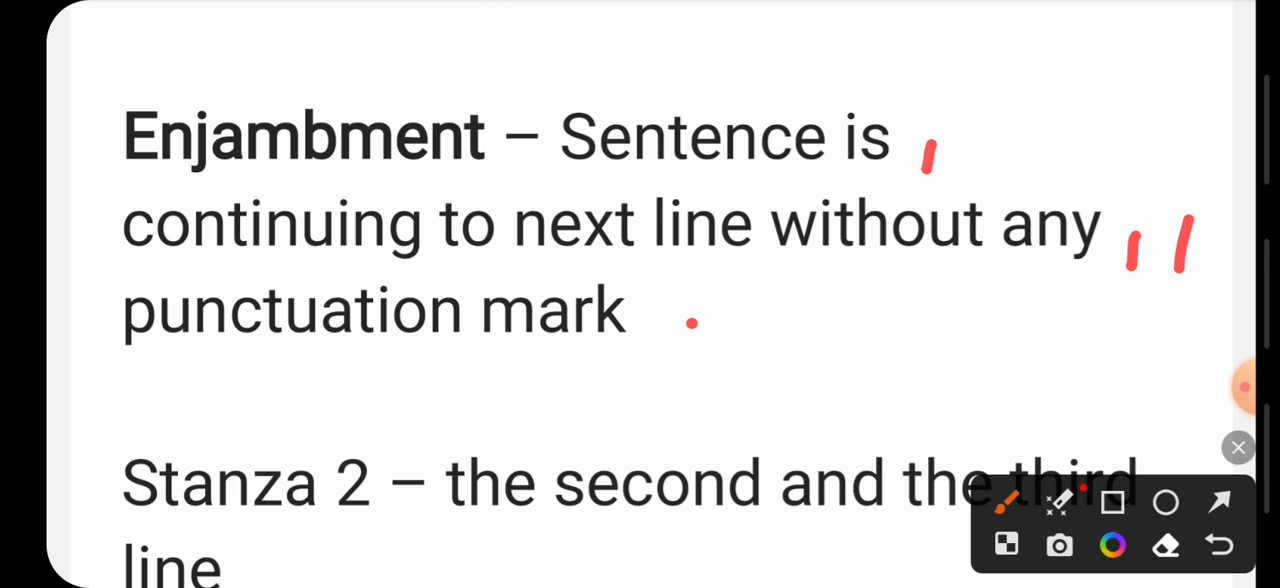 Enjambment – Sentence is
continuing to next line without any
punctuation mark
Stanza 2 – the second and the third
line